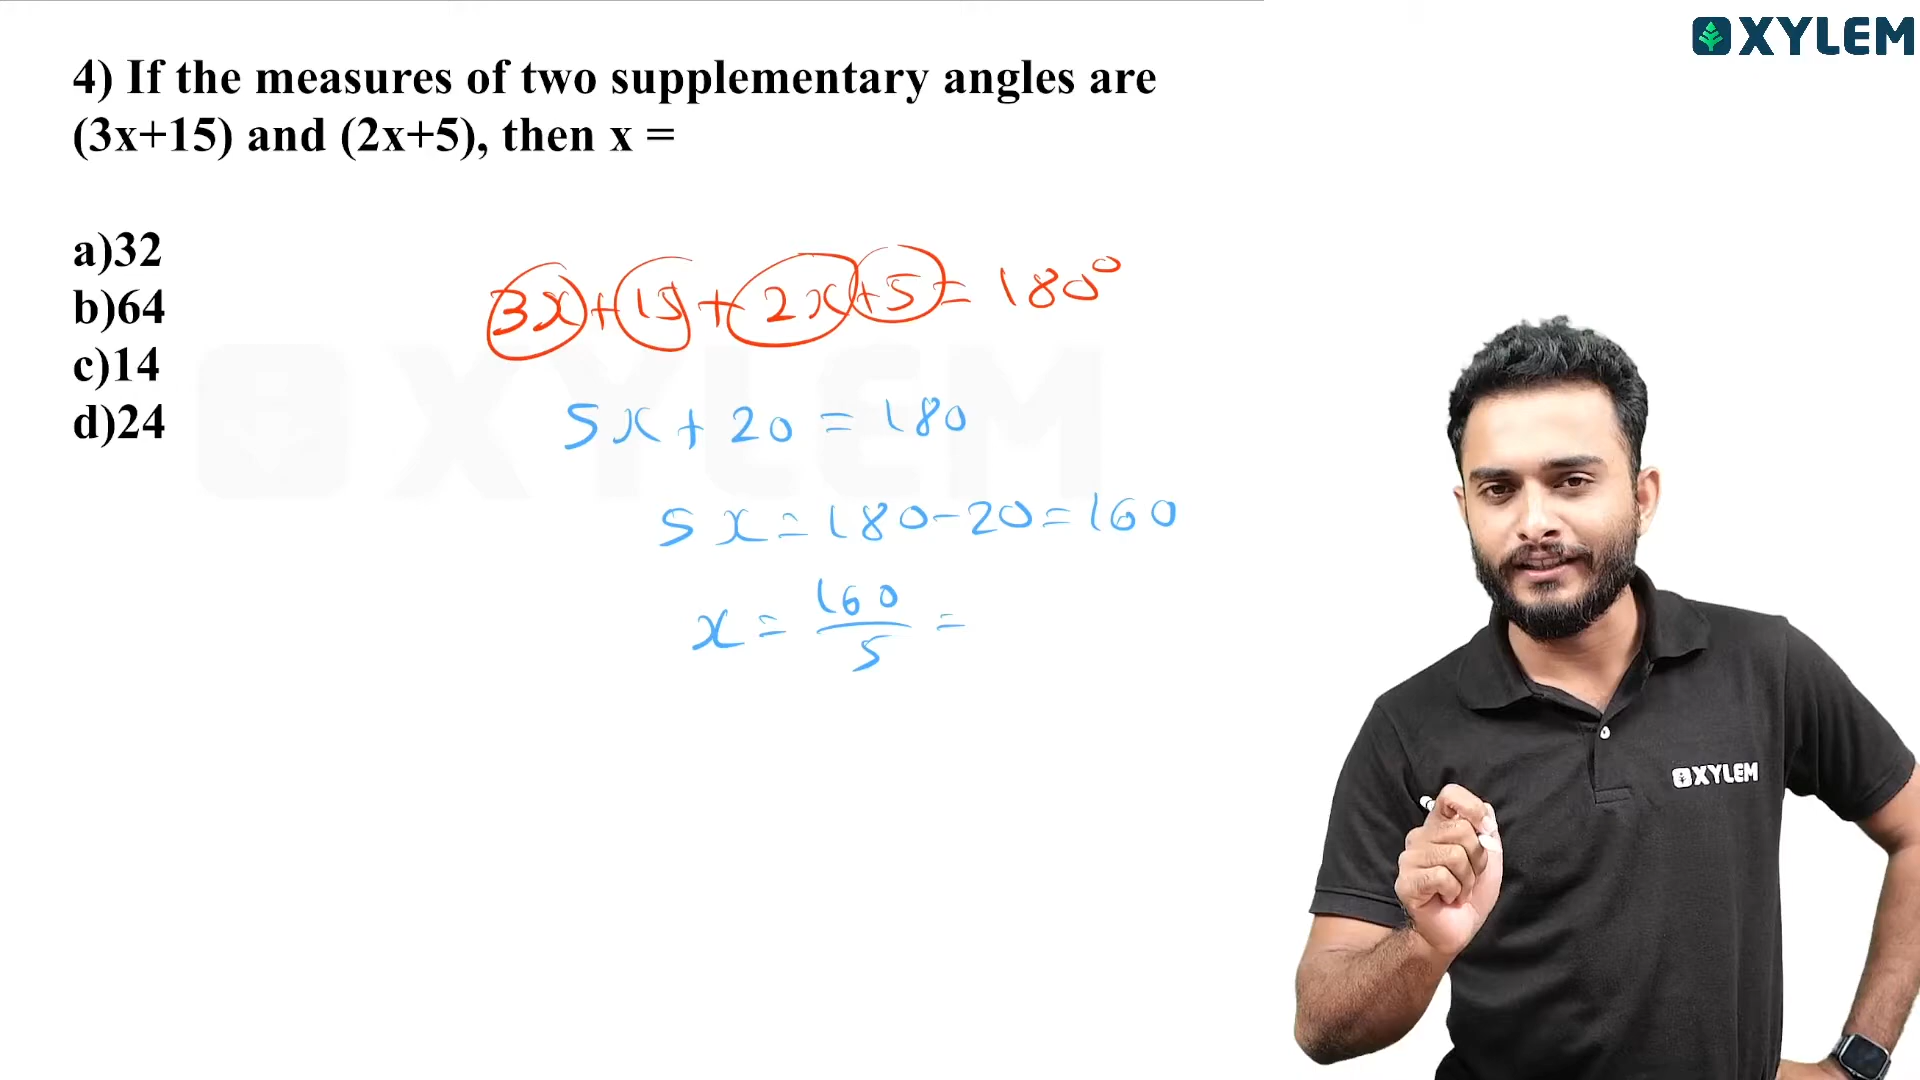 XYLEM
4) If the measures of two supplementary angles are
(3x+15) and (2x+5), then x =
a)32
b)64
c)14
d)24
3x+15+2x+5=180°
5x+20=180
5x=180-20=160
x=160/5=
XYLEM
XYLEM